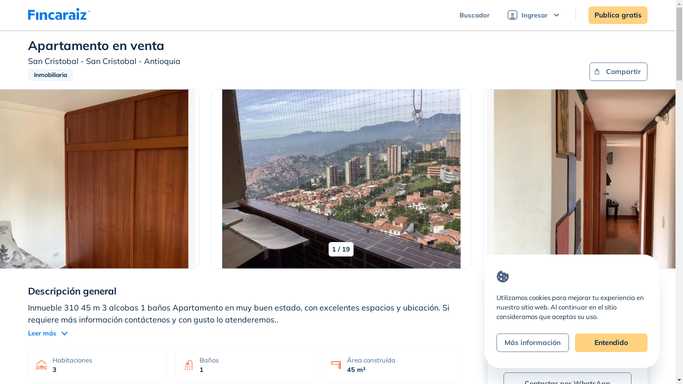 Fincaraiz
Buscador
Ingresar
Publica gratis
Apartamento en venta
San Cristobal - San Cristobal - Antioquia
Inmobiliaria
Compartir
1 / 19
Descripción general
Inmueble 310 45 m 3 alcobas 1 baños Apartamento en muy buen estado, con excelentes espacios y ubicación. Si
requiere más información contáctenos y con gusto lo atenderemos..
Leer más
Habitaciones
3
Baños
1
Área construída
45 m²
Utilizamos cookies para mejorar tu experiencia en
nuestro sitio web. Al continuar en el sitio
consideramos que aceptas su uso.
Más información
Entendido
Contactar por WhatsApp